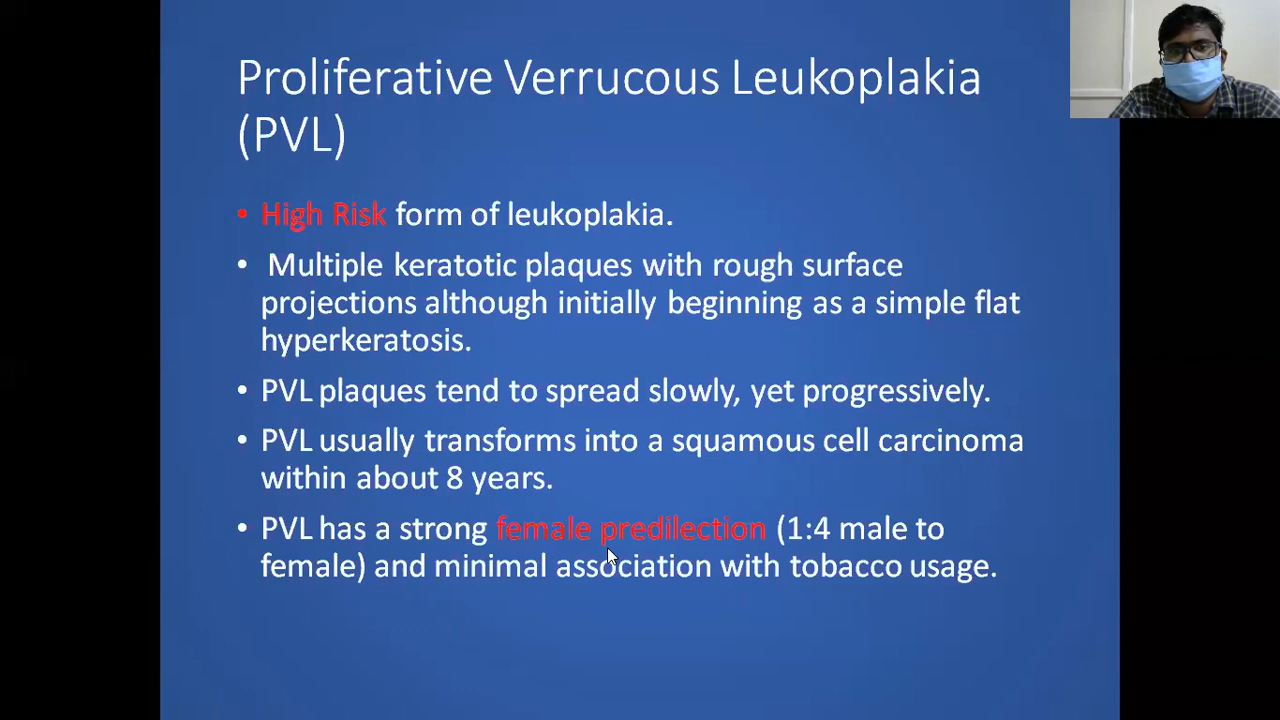 Proliferative Verrucous Leukoplakia
(PVL)
• High Risk form of leukoplakia.
• Multiple keratotic plaques with rough surface
projections although initially beginning as a simple flat
hyperkeratosis.
• PVL plaques tend to spread slowly, yet progressively.
• PVL usually transforms into a squamous cell carcinoma
within about 8 years.
• PVL has a strong female predilection (1:4 male to
female) and minimal association with tobacco usage.